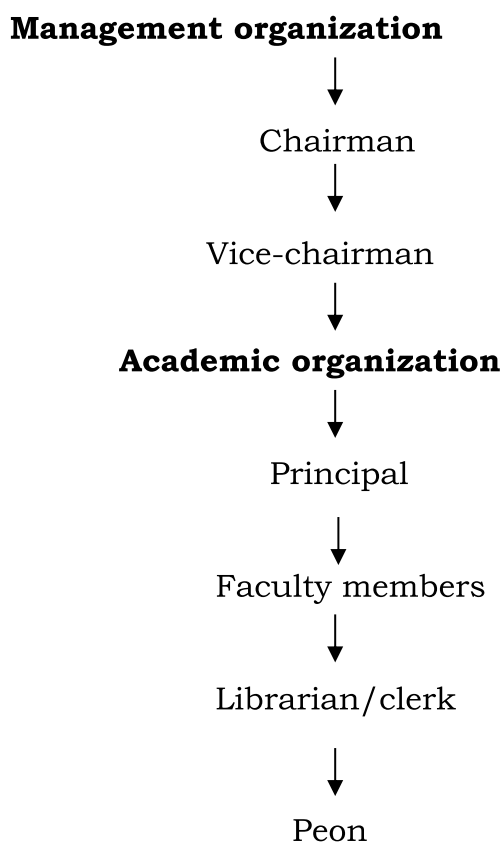 Management organization
Chairman
Vice-chairman
Academic organization
Principal
Faculty members
Librarian/clerk
Peon